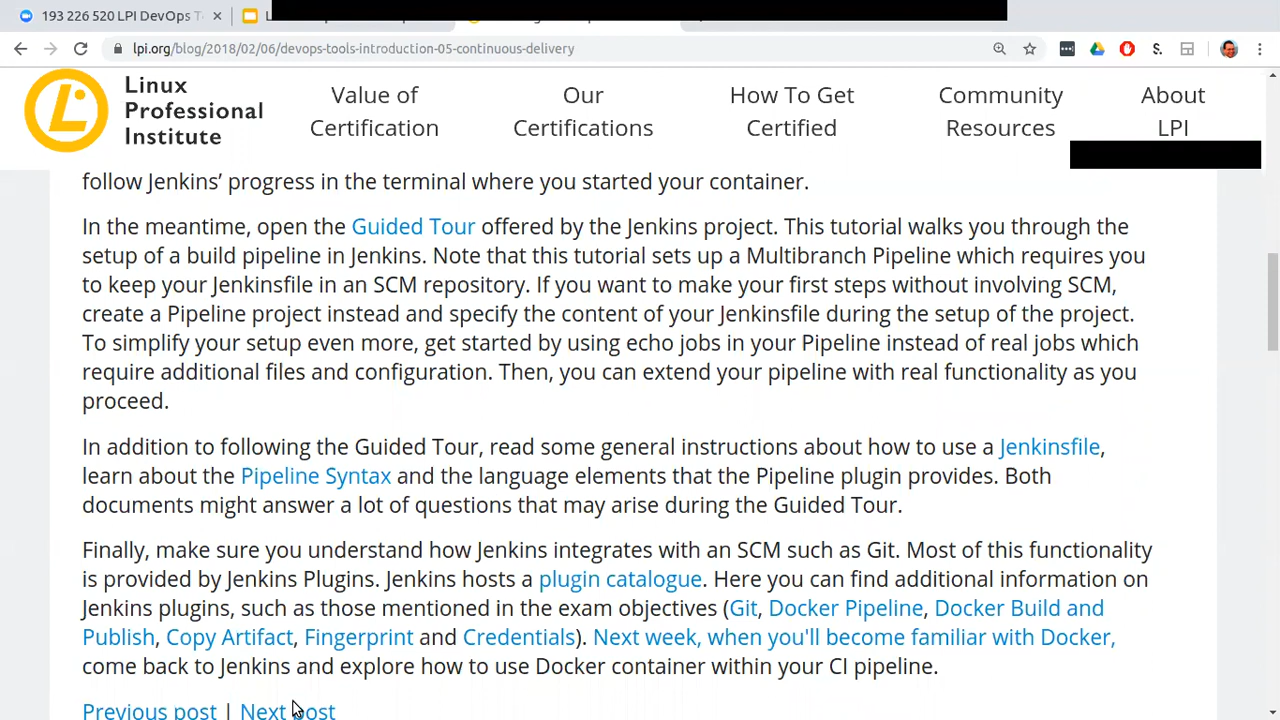 193 226 520 LPI DevOps T
lpi.org/blog/2018/02/06/devops-tools-introduction-05-continuous-delivery
Linux
Professional
Institute
Value of
Certification
Our
Certifications
How To Get
Certified
Community
Resources
About
LPI
follow Jenkins’ progress in the terminal where you started your container.
In the meantime, open the Guided Tour offered by the Jenkins project. This tutorial walks you through the
setup of a build pipeline in Jenkins. Note that this tutorial sets up a Multibranch Pipeline which requires you
to keep your Jenkinsfile in an SCM repository. If you want to make your first steps without involving SCM,
create a Pipeline project instead and specify the content of your Jenkinsfile during the setup of the project.
To simplify your setup even more, get started by using echo jobs in your Pipeline instead of real jobs which
require additional files and configuration. Then, you can extend your pipeline with real functionality as you
proceed.
In addition to following the Guided Tour, read some general instructions about how to use a Jenkinsfile,
learn about the Pipeline Syntax and the language elements that the Pipeline plugin provides. Both
documents might answer a lot of questions that may arise during the Guided Tour.
Finally, make sure you understand how Jenkins integrates with an SCM such as Git. Most of this functionality
is provided by Jenkins Plugins. Jenkins hosts a plugin catalogue. Here you can find additional information on
Jenkins plugins, such as those mentioned in the exam objectives (Git, Docker Pipeline, Docker Build and
Publish, Copy Artifact, Fingerprint and Credentials). Next week, when you'll become familiar with Docker,
come back to Jenkins and explore how to use Docker container within your CI pipeline.
Previous post | Next post